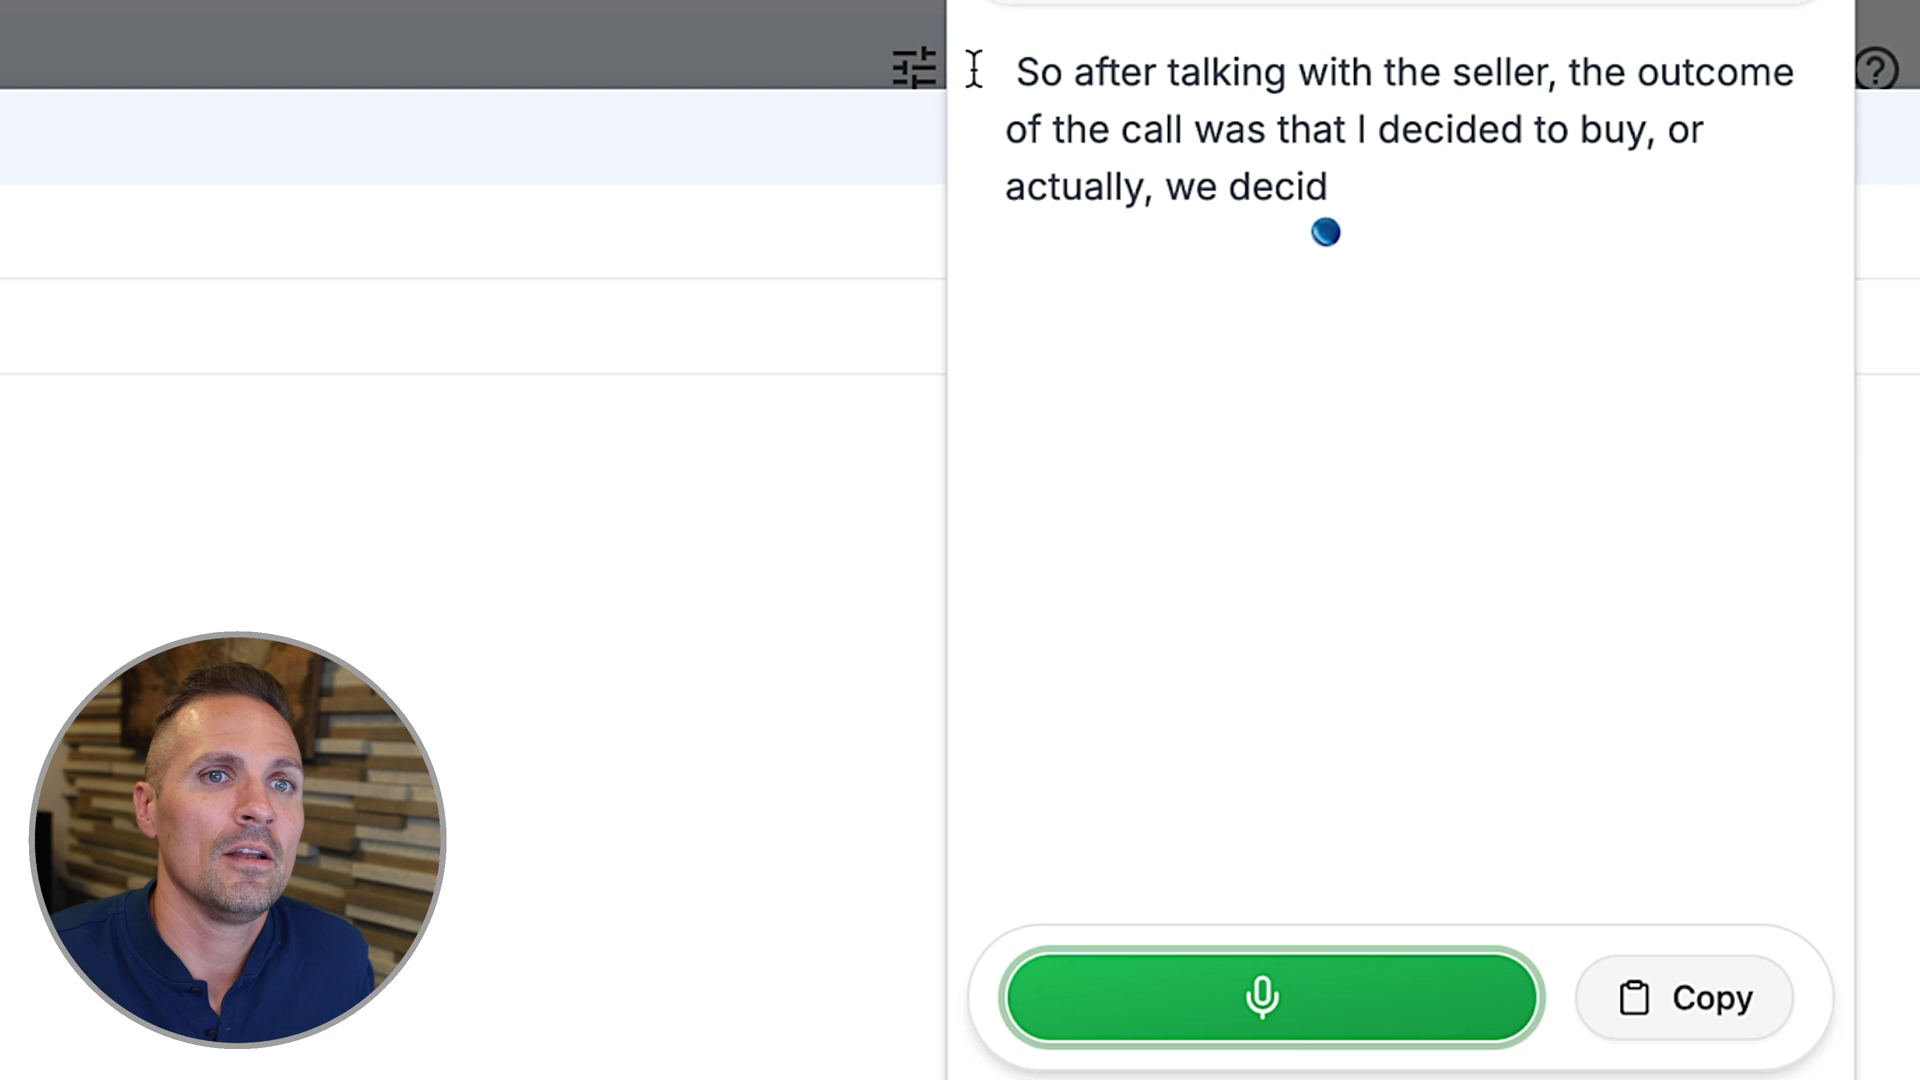 So after talking with the seller, the outcome
of the call was that I decided to buy, or
actually, we decid
Copy